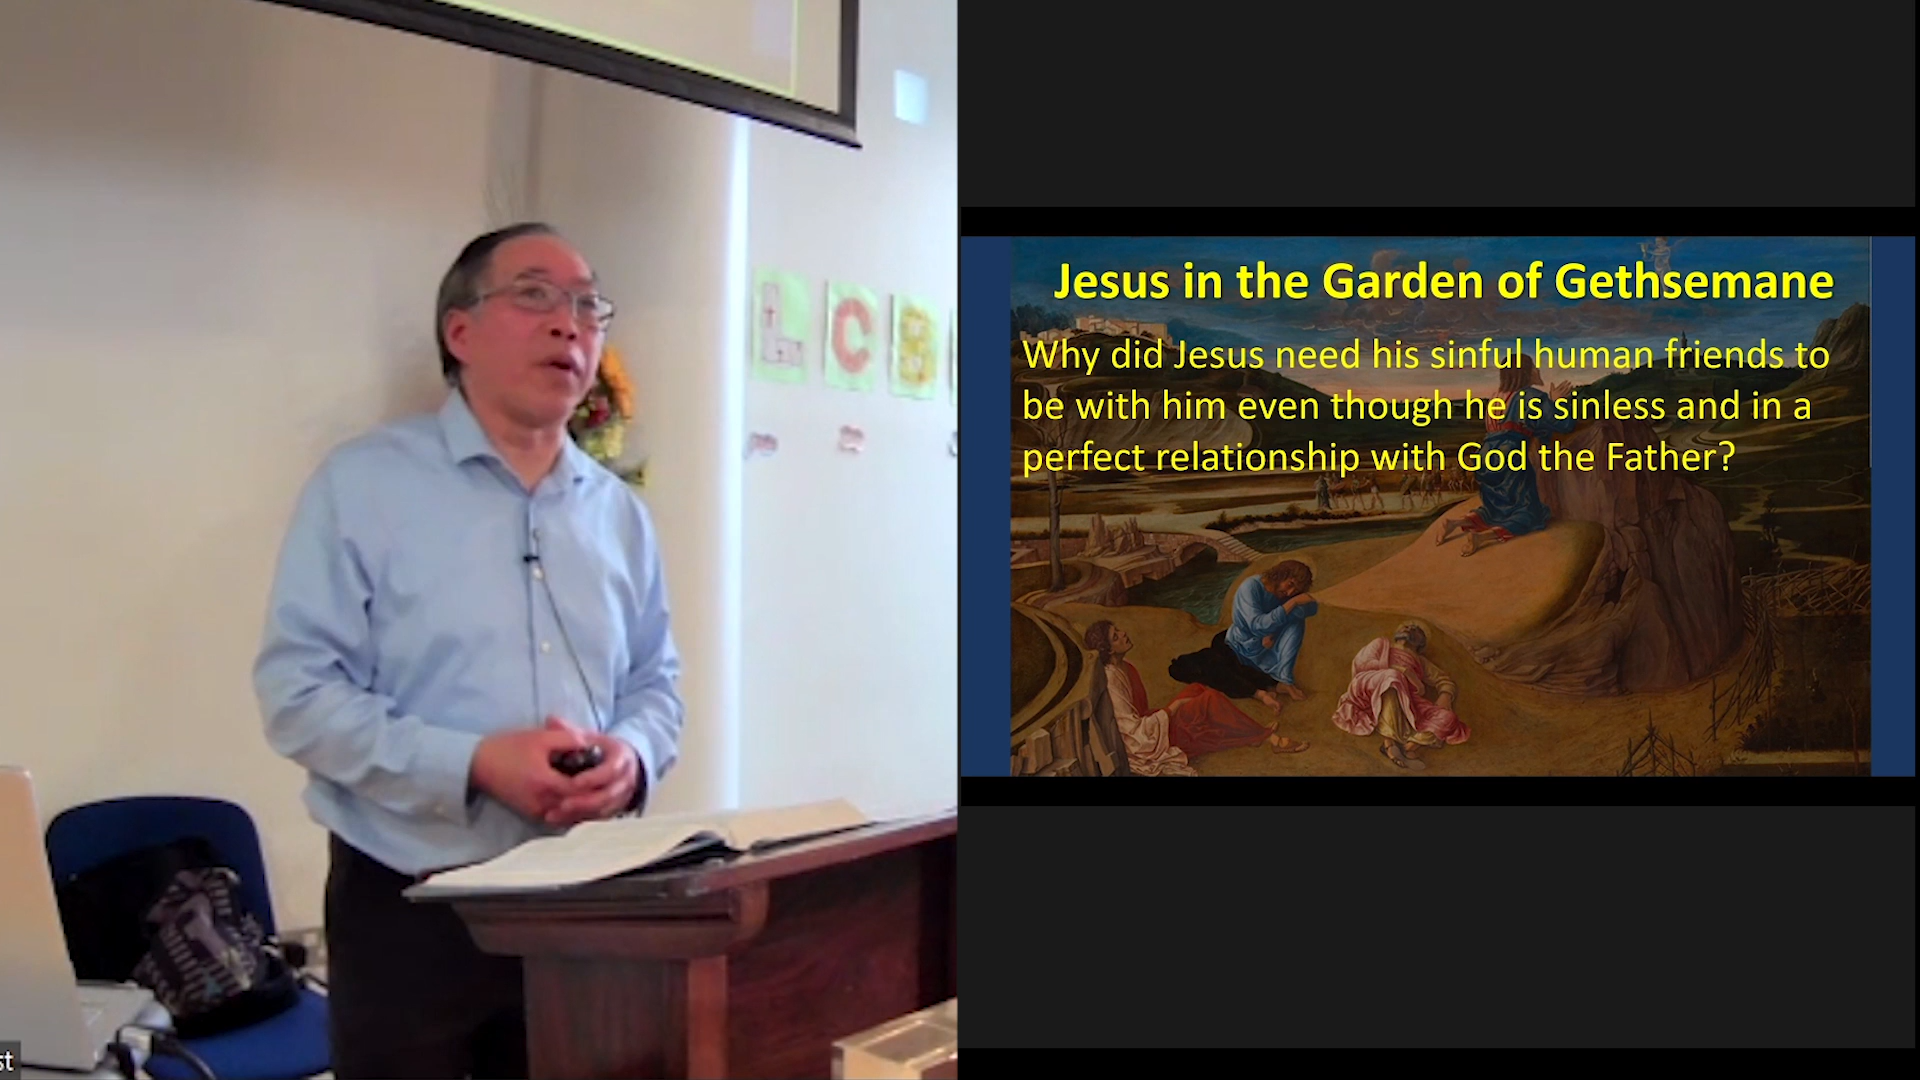 L C B
Jesus in the Garden of Gethsemane
Why did Jesus need his sinful human friends to
be with him even though he is sinless and in a
perfect relationship with God the Father?
st